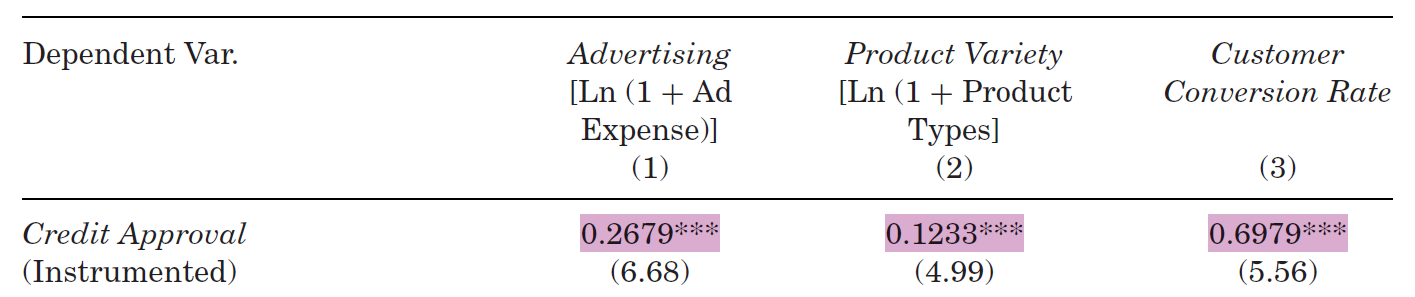 Dependent Var. Advertising Product Variety Customer
[Ln (1 + Ad [Ln (1 + Product Conversion Rate
Expense)] Types]
(1) (2) (3)
Credit Approval 0.2679*** 0.1233*** 0.6979***
(Instrumented) (6.68) (4.99) (5.56)